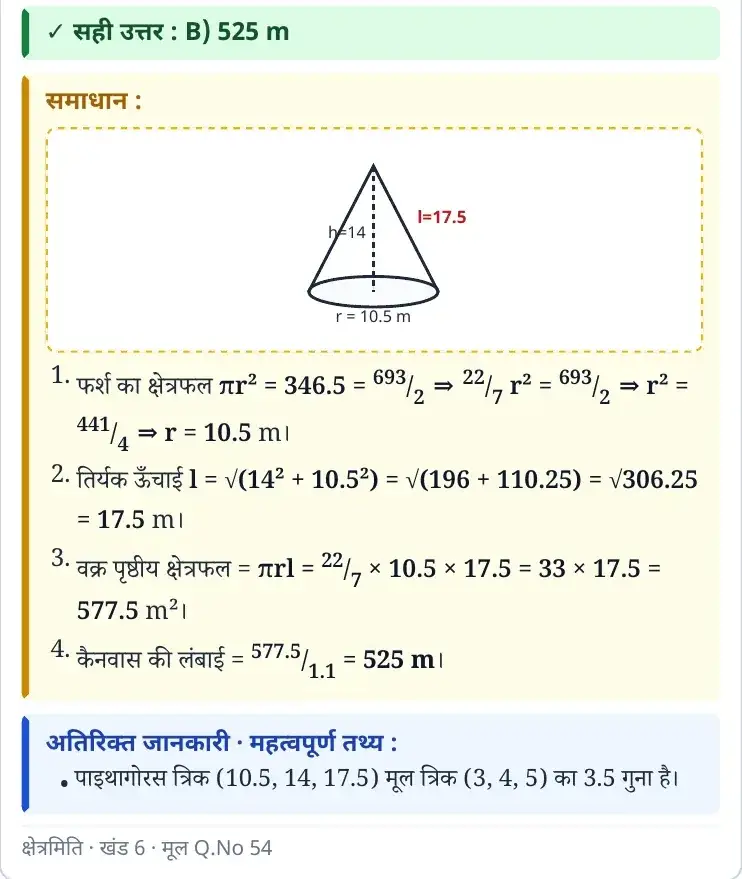 ✓ सही उत्तर : B) 525 m
समाधान :
h=14
l=17.5
r = 10.5 m
1. फर्श का क्षेत्रफल πr² = 346.5 = ⁶⁹³/₂ ⇒ ²²/₇ r² = ⁶⁹³/₂ ⇒ r² =
⁴⁴¹/₄ ⇒ r = 10.5 m।
2. तिर्यक ऊँचाई l = √(14² + 10.5²) = √(196 + 110.25) = √306.25
= 17.5 m।
3. वक्र पृष्ठीय क्षेत्रफल = πrl = ²²/₇ × 10.5 × 17.5 = 33 × 17.5 =
577.5 m²।
4. कैनवास की लंबाई = ⁵⁷⁷·⁵/₁.₁ = 525 m।
अतिरिक्त जानकारी · महत्वपूर्ण तथ्य :
• पाइथागोरस त्रिक (10.5, 14, 17.5) मूल त्रिक (3, 4, 5) का 3.5 गुना है।
क्षेत्रमिति · खंड 6 · मूल Q.No 54